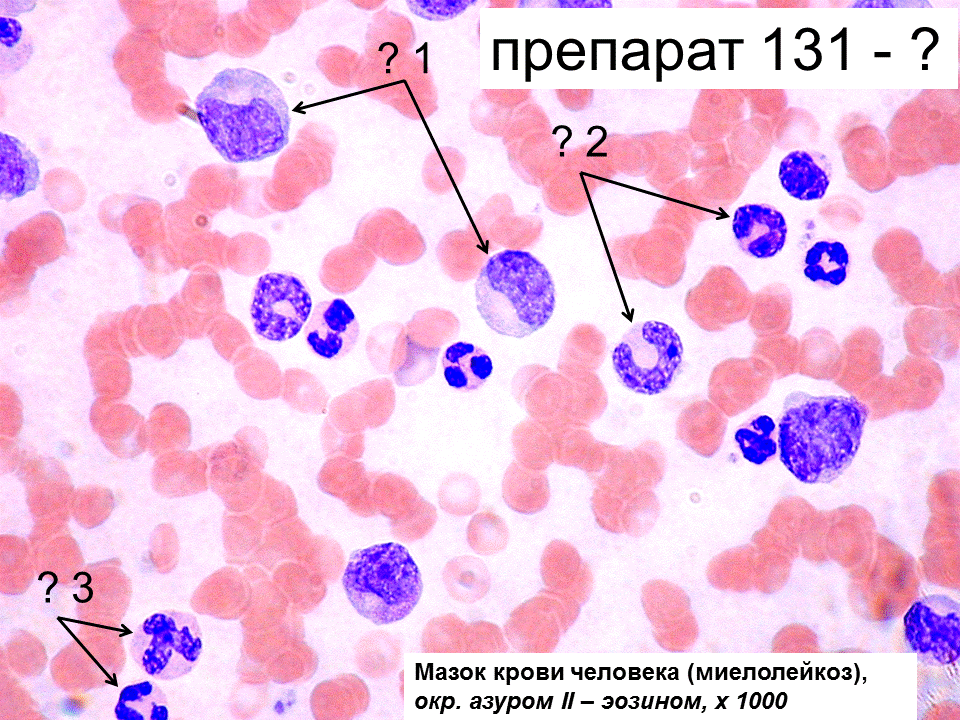 препарат 131 - ?
? 1
? 2
? 3
Мазок крови человека (миелолейкоз),
окр. азуром II – эозином, х 1000